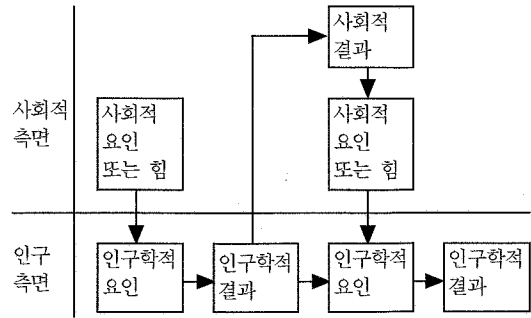 사회적
결과
사회적
측면
사회적
요인
또는 힘
사회적
요인
또는 힘
인구
측면
인구학적
요인
인구학적
결과
인구학적
요인
인구학적
결과